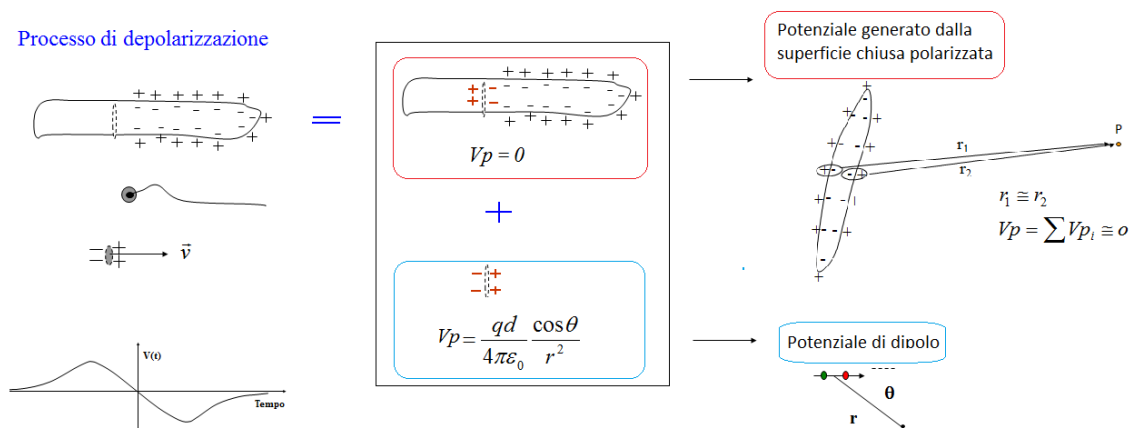 Processo di depolarizzazione
Potenziale generato dalla
superficie chiusa polarizzata
=
Vp = 0
+
P
r₁
r₂
r₁ ≅ r₂
Vp = ∑ Vpₜ ≅ o
v⃗
Vp = qd/4πε₀ cosθ/r²
Potenziale di dipolo
θ
r
V(t)
Tempo